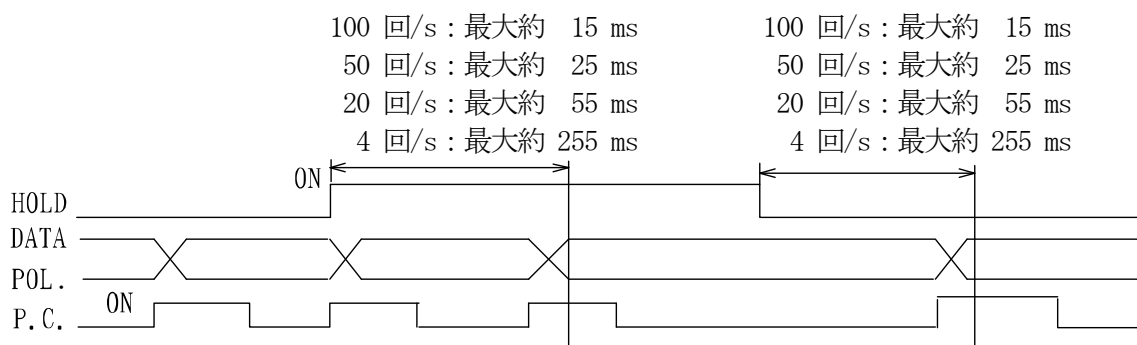 100 回/s：最大約 15 ms
50 回/s：最大約 25 ms
20 回/s：最大約 55 ms
4 回/s：最大約 255 ms
100 回/s：最大約 15 ms
50 回/s：最大約 25 ms
20 回/s：最大約 55 ms
4 回/s：最大約 255 ms
ON
HOLD
DATA
POL.
ON
P.C.